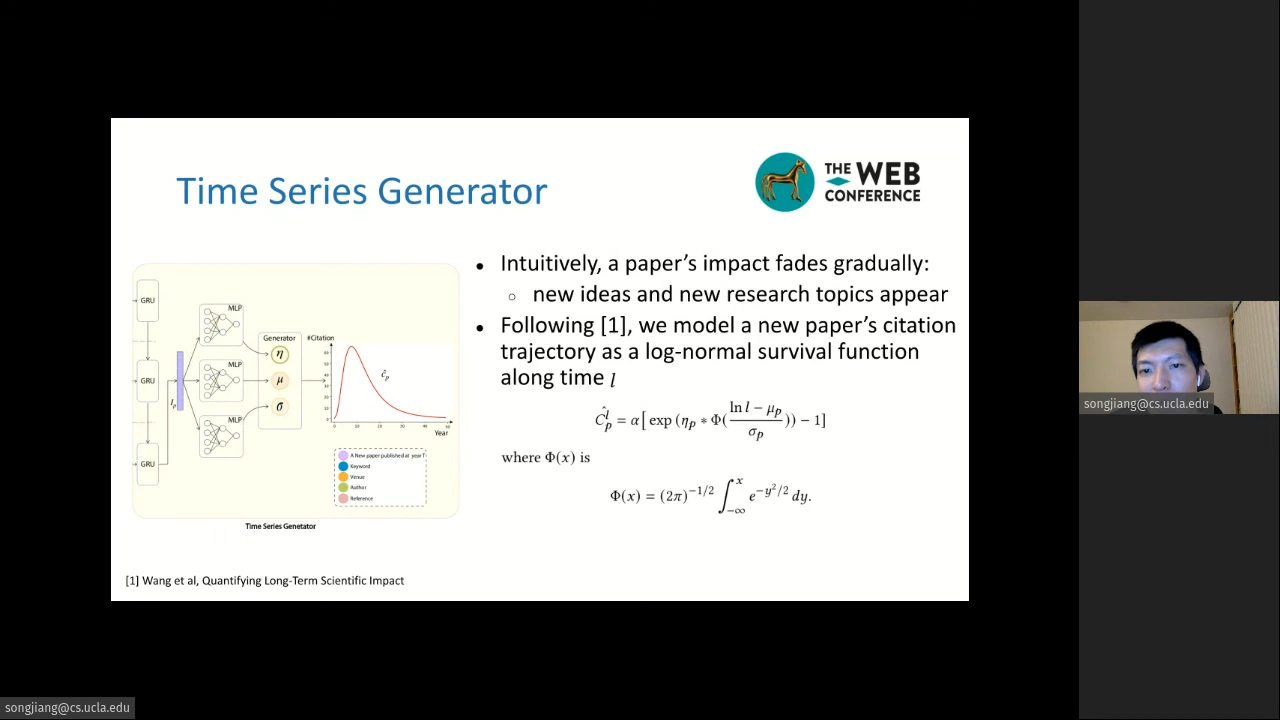 Time Series Generator
THE WEB
CONFERENCE
GRU
GRU
GRU
MLP
MLP
MLP
Generator
η
μ
σ
#Citation
Year
A New paper published at year T
Keyword
Venue
Author
Reference
Time Series Genetator
● Intuitively, a paper's impact fades gradually:
○ new ideas and new research topics appear
● Following [1], we model a new paper's citation
trajectory as a log-normal survival function
along time l
Ĉ_p^l = α[ exp (η_p ∗ Φ((ln l − μ_p)/σ_p)) − 1]
where Φ(x) is
Φ(x) = (2π)^{−1/2} ∫_{−∞}^{x} e^{−y²/2} dy.
[1] Wang et al, Quantifying Long-Term Scientific Impact
songjiang@cs.ucla.edu
songjiang@cs.ucla.edu